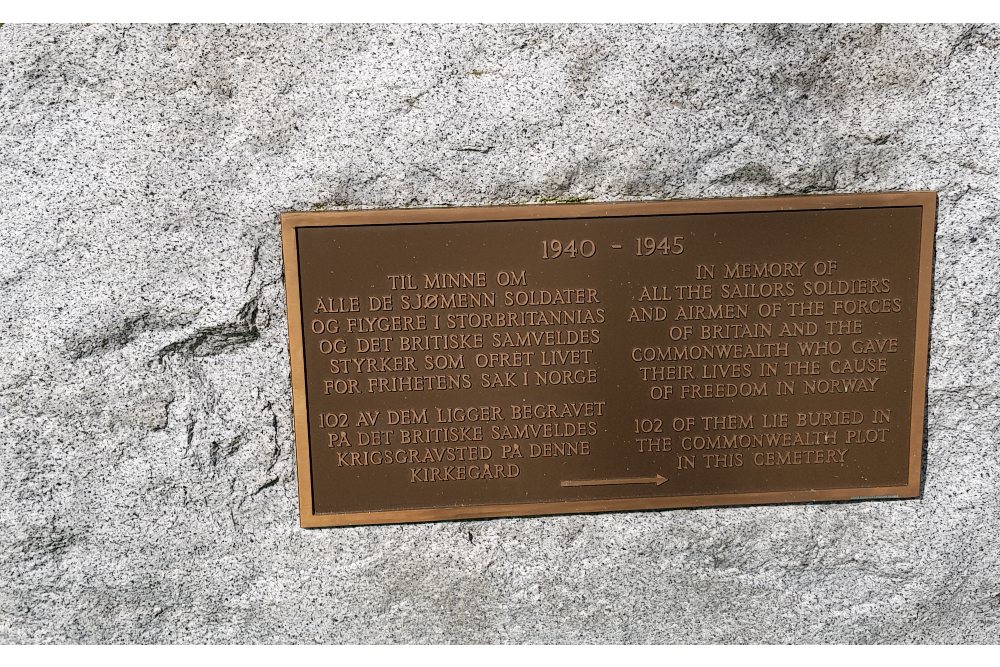 1940 - 1945
TIL MINNE OM
ALLE DE SJØMENN SOLDATER
OG FLYGERE I STORBRITANNIAS
OG DET BRITISKE SAMVELDES
STYRKER SOM OFRET LIVET
FOR FRIHETENS SAK I NORGE
102 AV DEM LIGGER BEGRAVET
PÅ DET BRITISKE SAMVELDES
KRIGSGRAVSTED PÅ DENNE
KIRKEGÅRD
IN MEMORY OF
ALL THE SAILORS SOLDIERS
AND AIRMEN OF THE FORCES
OF BRITAIN AND THE
COMMONWEALTH WHO GAVE
THEIR LIVES IN THE CAUSE
OF FREEDOM IN NORWAY
102 OF THEM LIE BURIED IN
THE COMMONWEALTH PLOT
IN THIS CEMETERY